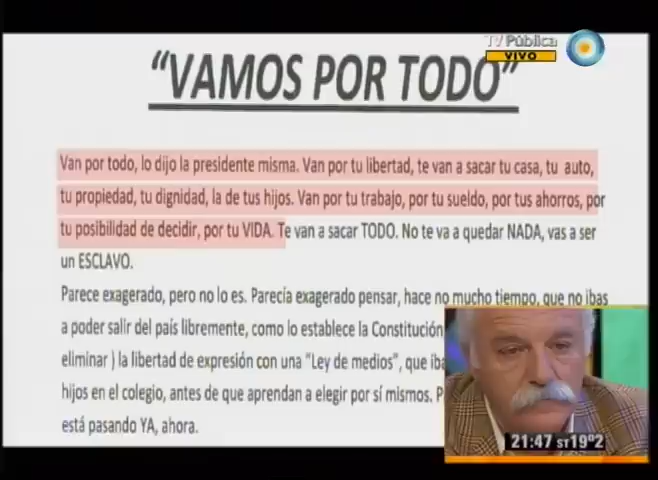 TV Pública
VIVO
“VAMOS POR TODO”
Van por todo, lo dijo la presidente misma. Van por tu libertad, te van a sacar tu casa, tu auto,
tu propiedad, tu dignidad, la de tus hijos. Van por tu trabajo, por tu sueldo, por tus ahorros, por
tu posibilidad de decidir, por tu VIDA. Te van a sacar TODO. No te va a quedar NADA, vas a ser
un ESCLAVO.
Parece exagerado, pero no lo es. Parecía exagerado pensar, hace no mucho tiempo, que no ibas
a poder salir del país libremente, como lo establece la Constitución
eliminar ) la libertad de expresión con una "Ley de medios", que iba
hijos en el colegio, antes de que aprendan a elegir por sí mismos. P
está pasando YA, ahora.
21:47 ST19º2